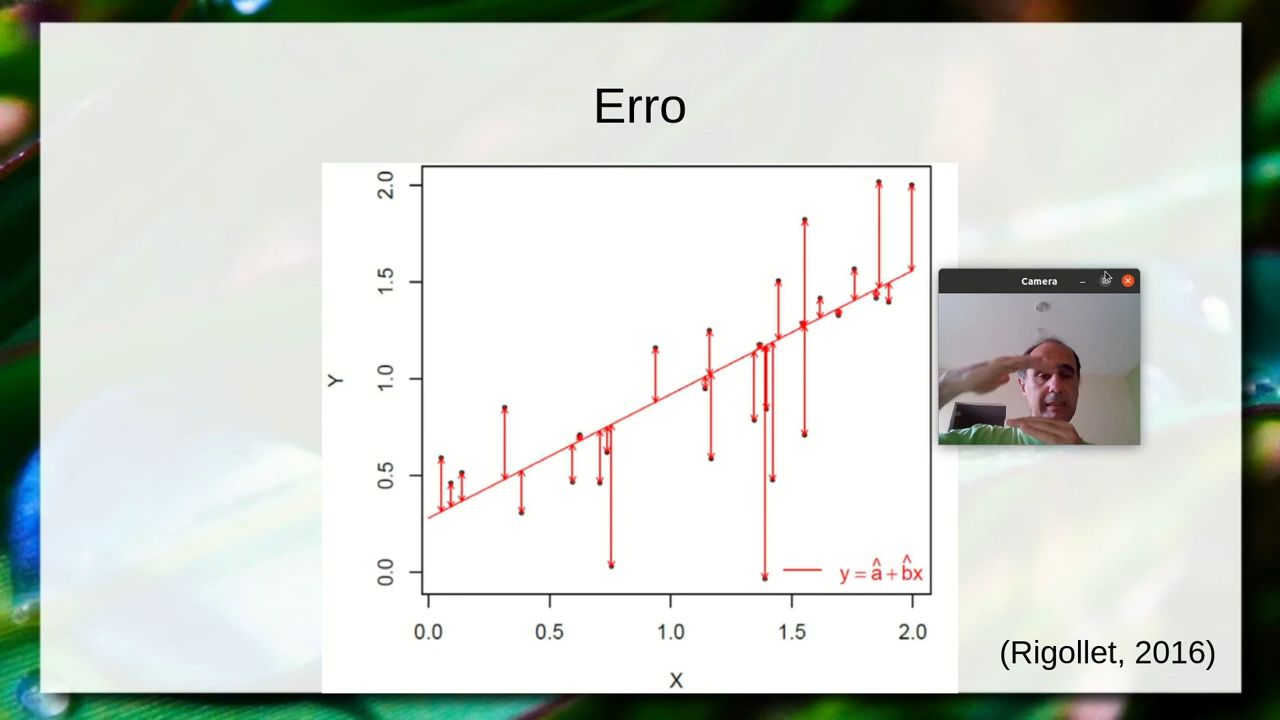 Erro
2.0
1.5
1.0
0.5
0.0
Y
y = â + b̂x
0.0 0.5 1.0 1.5 2.0
X
Camera
(Rigollet, 2016)